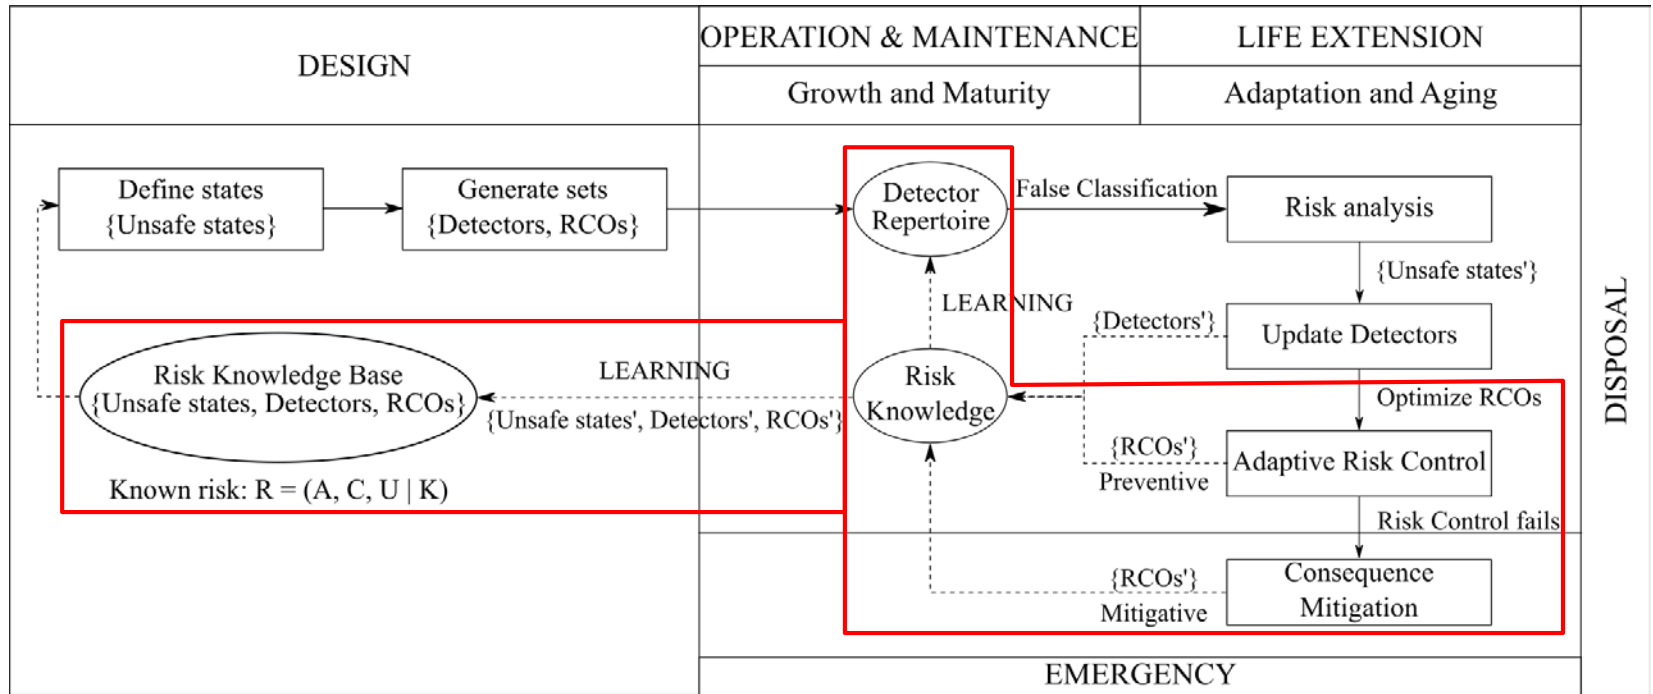 DESIGN
OPERATION & MAINTENANCE
LIFE EXTENSION
Growth and Maturity
Adaptation and Aging
DISPOSAL
Define states
{Unsafe states}
Generate sets
{Detectors, RCOs}
Detector
Repertoire
False Classification
Risk analysis
{Unsafe states'}
LEARNING
{Detectors'}
Update Detectors
Risk Knowledge Base
{Unsafe states, Detectors, RCOs}
LEARNING
{Unsafe states', Detectors', RCOs'}
Risk
Knowledge
Optimize RCOs
{RCOs'}
Preventive
Adaptive Risk Control
Known risk: R = (A, C, U | K)
Risk Control fails
{RCOs'}
Mitigative
Consequence
Mitigation
EMERGENCY